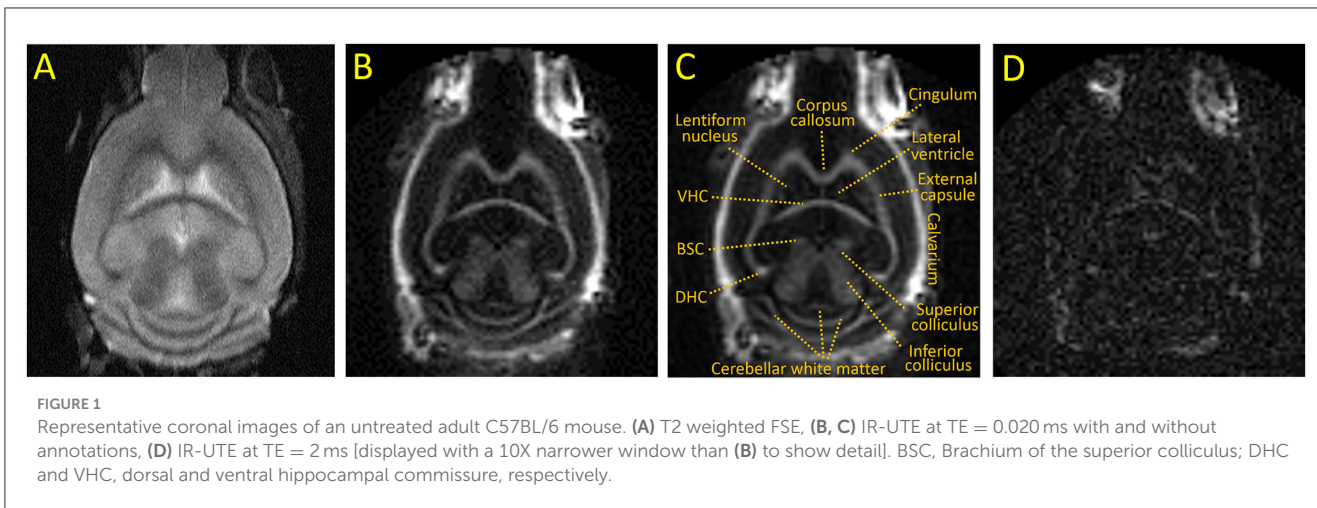 A
B
C
D
Cingulum
Corpus
callosum
Lentiform
nucleus
Lateral
ventricle
External
capsule
VHC
Calvarium
BSC
DHC
Superior
colliculus
Inferior
colliculus
Cerebellar white matter
FIGURE 1
Representative coronal images of an untreated adult C57BL/6 mouse. (A) T2 weighted FSE, (B, C) IR-UTE at TE = 0.020 ms with and without
annotations, (D) IR-UTE at TE = 2 ms [displayed with a 10X narrower window than (B) to show detail]. BSC, Brachium of the superior colliculus; DHC
and VHC, dorsal and ventral hippocampal commissure, respectively.